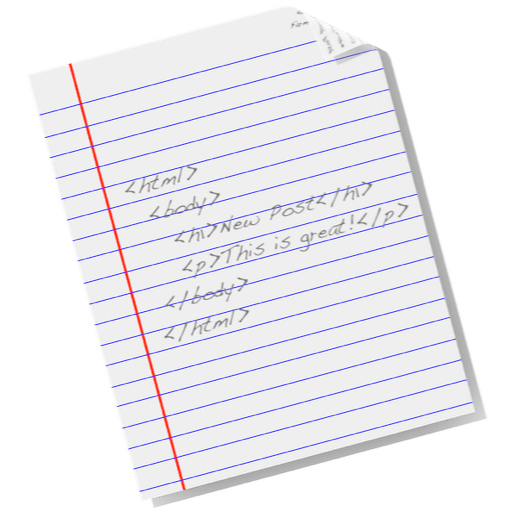 <html>
<body>
<h1>New Post</h1>
<p>This is great!</p>
</body>
</html>